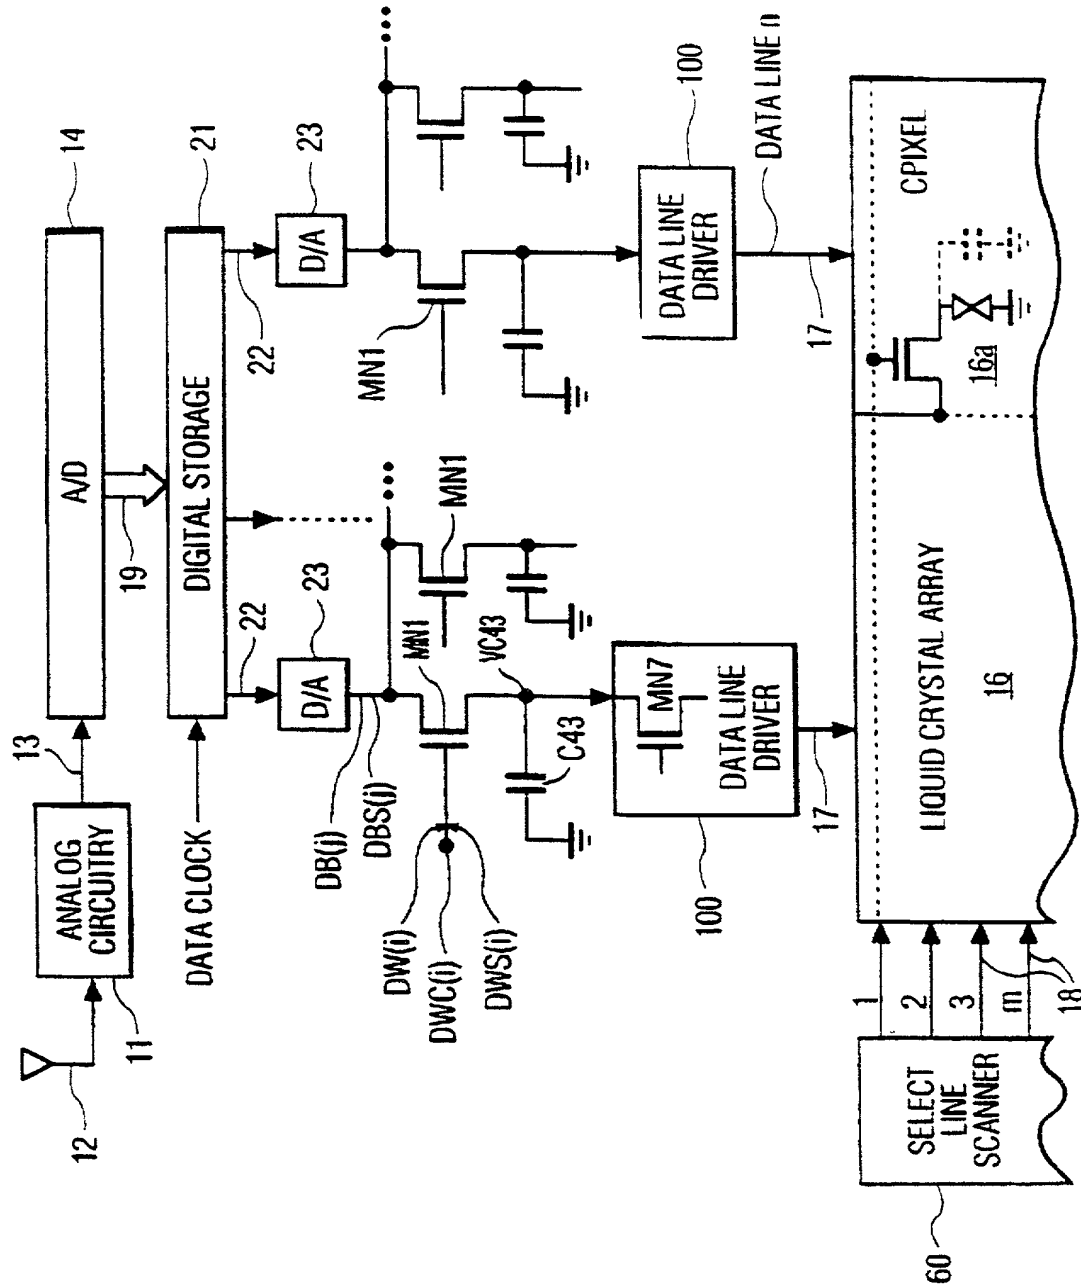 12
11
ANALOG
CIRCUITRY
13
A/D
14
19
DATA CLOCK
DIGITAL STORAGE
21
22
22
D/A
23
D/A
23
DB(j)
DBS(j)
MN1
MN1
MN1
DW(i)
DWC(i)
DWS(i)
VC43
C43
MN7
DATA LINE
DRIVER
100
DATA LINE
DRIVER
100
17
17
DATA LINE n
SELECT
LINE
SCANNER
60
1
2
3
m
18
LIQUID CRYSTAL ARRAY
16
16a
CPIXEL